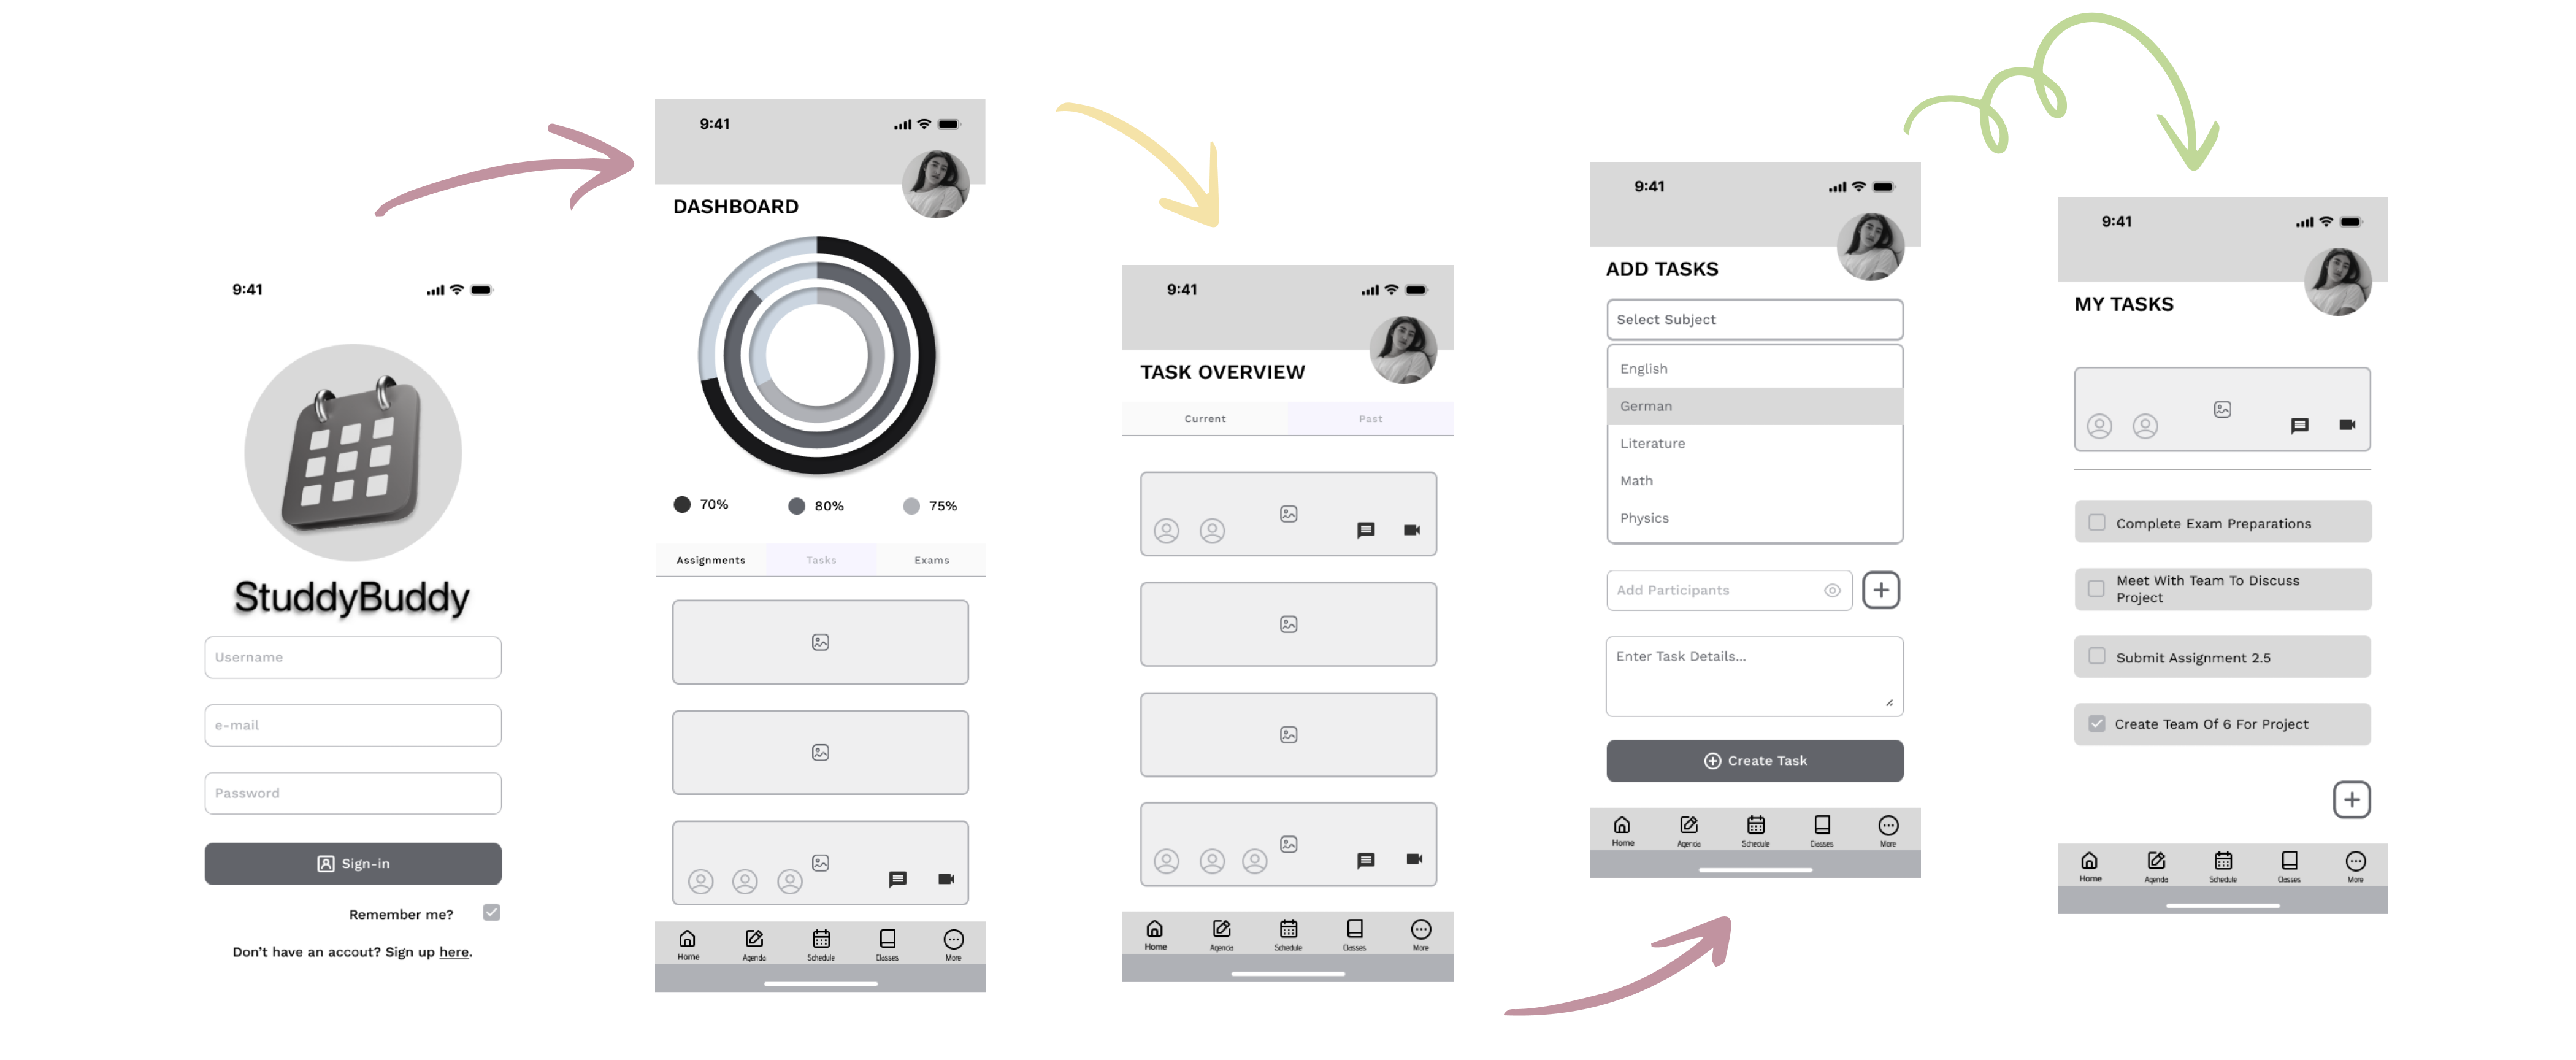 9:41
StuddyBuddy
Username
e-mail
Password
Sign-in
Remember me?
Don't have an accout? Sign up here.
9:41
DASHBOARD
70% 80% 75%
Assignments Tasks Exams
Home Agenda Schedule Classes More
9:41
TASK OVERVIEW
Current Past
Home Agenda Schedule Classes More
9:41
ADD TASKS
Select Subject
English
German
Literature
Math
Physics
Add Participants
Enter Task Details...
Create Task
Home Agenda Schedule Classes More
9:41
MY TASKS
Complete Exam Preparations
Meet With Team To Discuss
Project
Submit Assignment 2.5
Create Team Of 6 For Project
Home Agenda Schedule Classes More